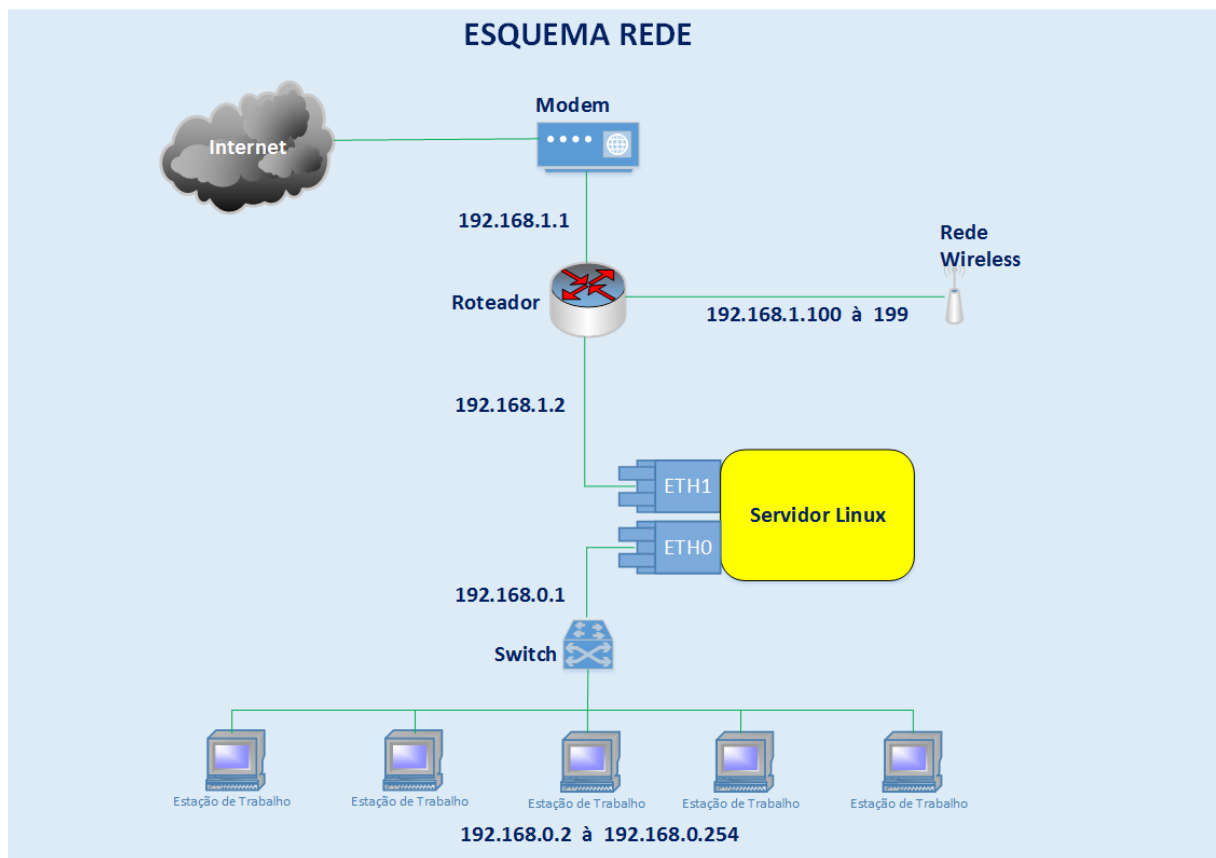 ESQUEMA REDE
Modem
Internet
192.168.1.1
Rede
Wireless
Roteador
192.168.1.100 à 199
192.168.1.2
ETH1
Servidor Linux
ETH0
192.168.0.1
Switch
Estação de Trabalho
Estação de Trabalho
Estação de Trabalho
Estação de Trabalho
Estação de Trabalho
192.168.0.2 à 192.168.0.254